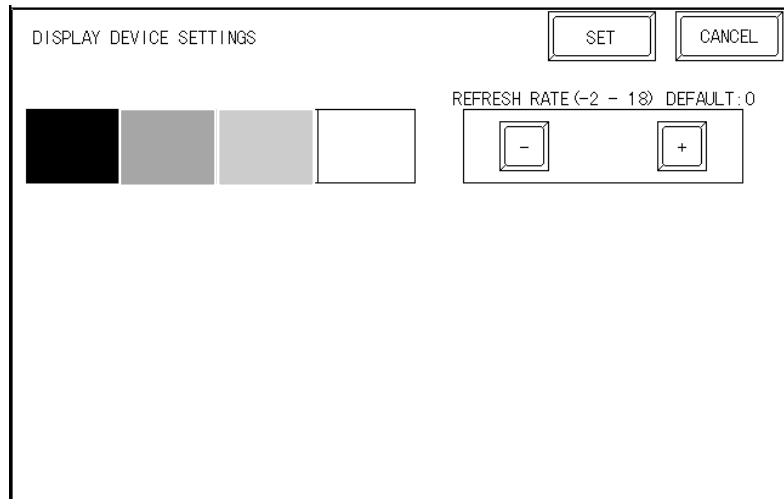 DISPLAY DEVICE SETTINGS
SET
CANCEL
REFRESH RATE(-2 - 18) DEFAULT:0
-
+